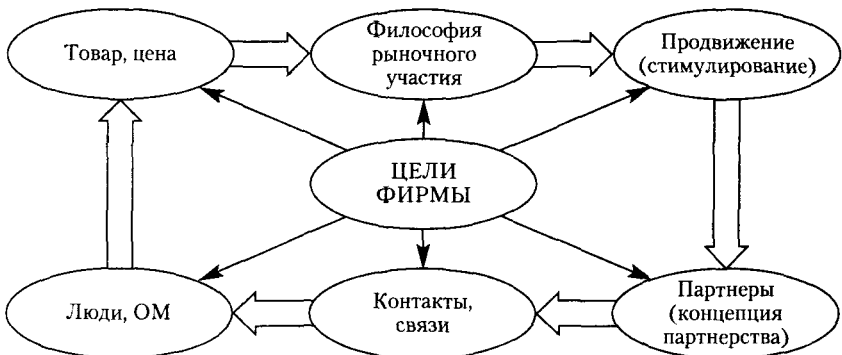 Товар, цена
Философия
рыночного
участия
Продвижение
(стимулирование)
ЦЕЛИ
ФИРМЫ
Люди, ОМ
Контакты,
связи
Партнеры
(концепция
партнерства)